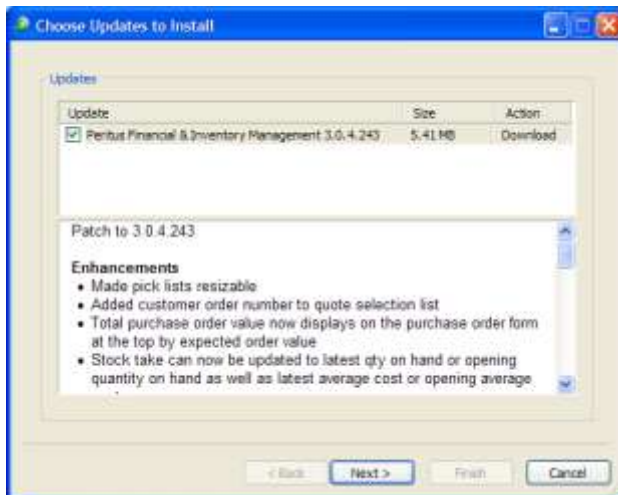 Choose Updates to Install
Updates
Update Size Action
Peritus Financial & Inventory Management 3.0.4.243 5.41 MB Download
Patch to 3.0.4.243
Enhancements
• Made pick lists resizable
• Added customer order number to quote selection list
• Total purchase order value now displays on the purchase order form
at the top by expected order value
• Stock take can now be updated to latest qty on hand or opening
quantity on hand as well as latest average cost or opening average
< Back Next > Finish Cancel